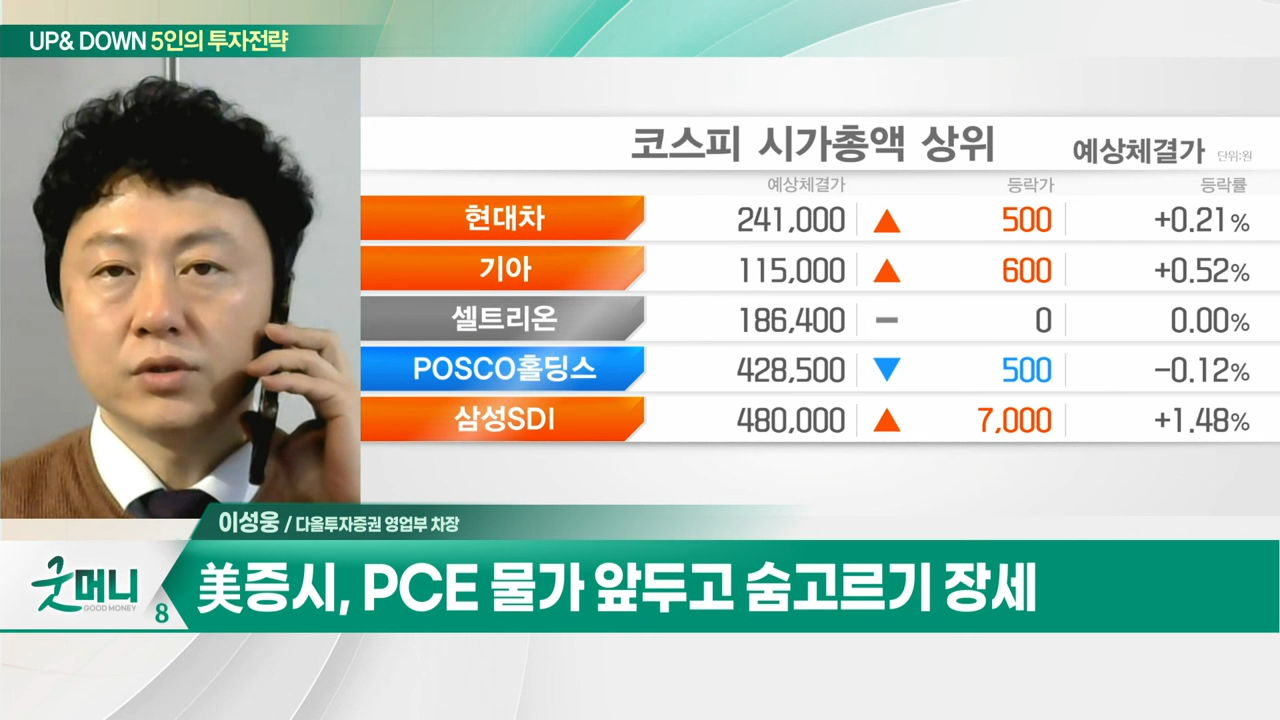 UP& DOWN 5인의 투자전략
코스피 시가총액 상위 예상체결가 단위:원
예상체결가 등락가 등락률
현대차 241,000 ▲ 500 +0.21%
기아 115,000 ▲ 600 +0.52%
셀트리온 186,400 - 0 0.00%
POSCO홀딩스 428,500 ▼ 500 -0.12%
삼성SDI 480,000 ▲ 7,000 +1.48%
이성웅 / 다올투자증권 영업부 차장
굿머니
GOOD MONEY
8
美증시, PCE 물가 앞두고 숨고르기 장세